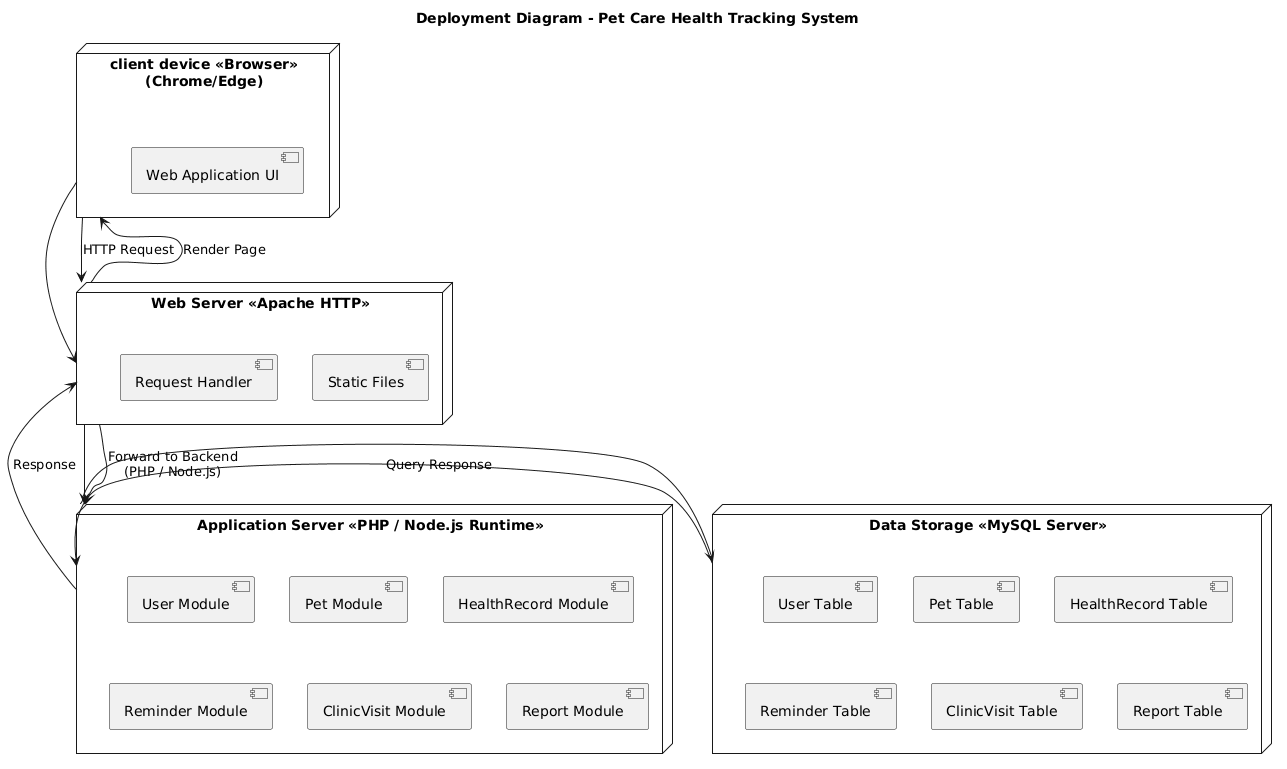 Deployment Diagram - Pet Care Health Tracking System
client device «Browser»
(Chrome/Edge)
Web Application UI
HTTP Request
Render Page
Web Server «Apache HTTP»
Request Handler
Static Files
Response
Forward to Backend
(PHP / Node.js)
Query Response
Application Server «PHP / Node.js Runtime»
User Module
Pet Module
HealthRecord Module
Reminder Module
ClinicVisit Module
Report Module
Data Storage «MySQL Server»
User Table
Pet Table
HealthRecord Table
Reminder Table
ClinicVisit Table
Report Table